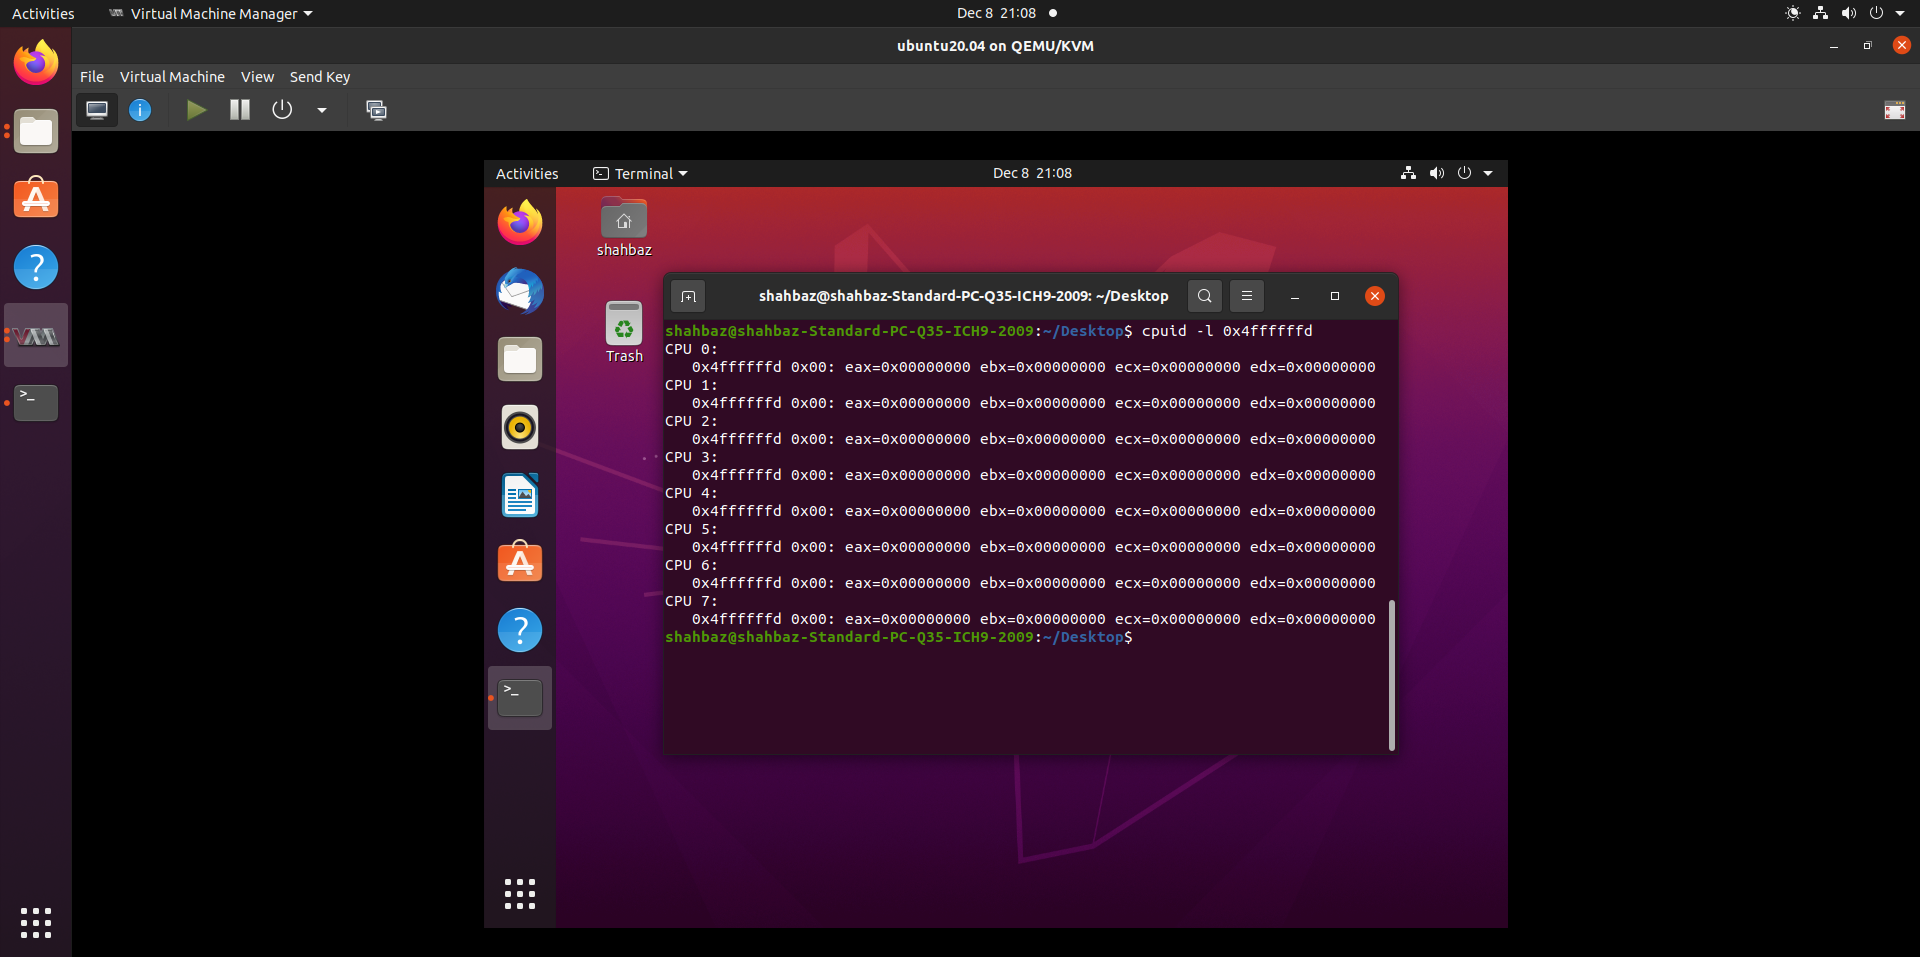 Activities Virtual Machine Manager Dec 8 21:08
ubuntu20.04 on QEMU/KVM
File Virtual Machine View Send Key
Activities Terminal Dec 8 21:08
shahbaz
Trash
shahbaz@shahbaz-Standard-PC-Q35-ICH9-2009: ~/Desktop
shahbaz@shahbaz-Standard-PC-Q35-ICH9-2009:~/Desktop$ cpuid -l 0x4ffffffd
CPU 0:
0x4ffffffd 0x00: eax=0x00000000 ebx=0x00000000 ecx=0x00000000 edx=0x00000000
CPU 1:
0x4ffffffd 0x00: eax=0x00000000 ebx=0x00000000 ecx=0x00000000 edx=0x00000000
CPU 2:
0x4ffffffd 0x00: eax=0x00000000 ebx=0x00000000 ecx=0x00000000 edx=0x00000000
CPU 3:
0x4ffffffd 0x00: eax=0x00000000 ebx=0x00000000 ecx=0x00000000 edx=0x00000000
CPU 4:
0x4ffffffd 0x00: eax=0x00000000 ebx=0x00000000 ecx=0x00000000 edx=0x00000000
CPU 5:
0x4ffffffd 0x00: eax=0x00000000 ebx=0x00000000 ecx=0x00000000 edx=0x00000000
CPU 6:
0x4ffffffd 0x00: eax=0x00000000 ebx=0x00000000 ecx=0x00000000 edx=0x00000000
CPU 7:
0x4ffffffd 0x00: eax=0x00000000 ebx=0x00000000 ecx=0x00000000 edx=0x00000000
shahbaz@shahbaz-Standard-PC-Q35-ICH9-2009:~/Desktop$